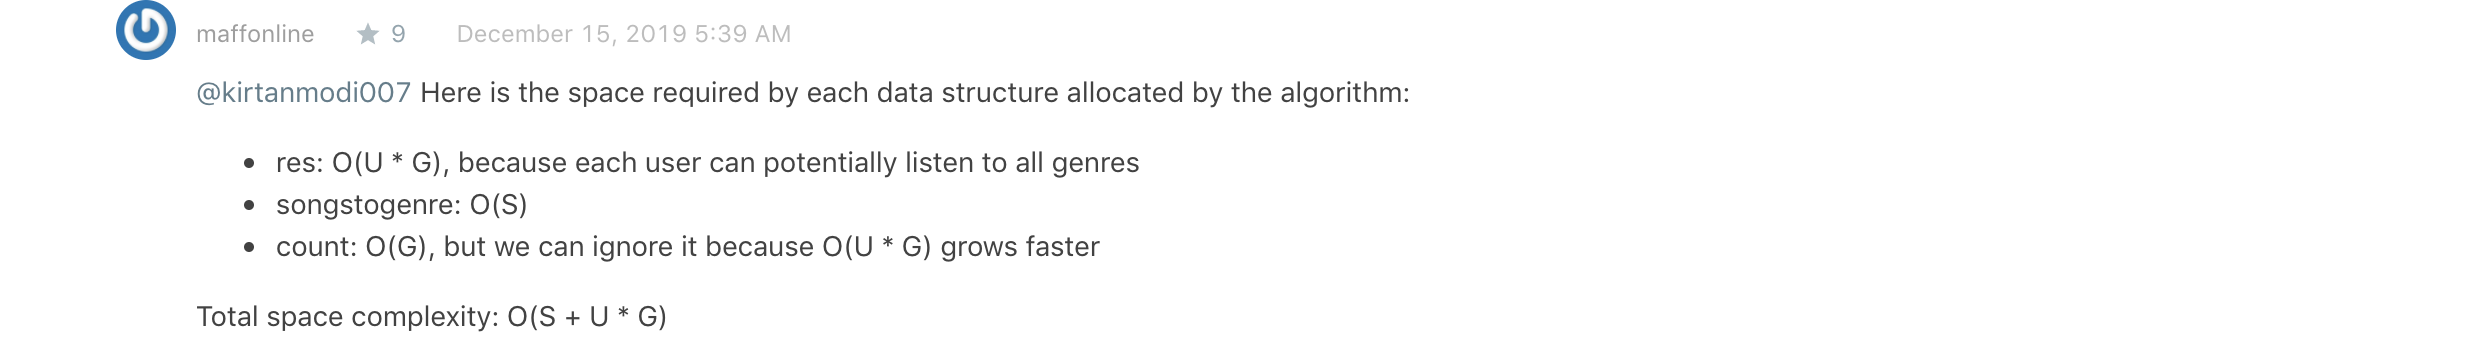 maffonline ★ 9 December 15, 2019 5:39 AM
@kirtanmodi007 Here is the space required by each data structure allocated by the algorithm:
• res: O(U * G), because each user can potentially listen to all genres
• songstogenre: O(S)
• count: O(G), but we can ignore it because O(U * G) grows faster
Total space complexity: O(S + U * G)